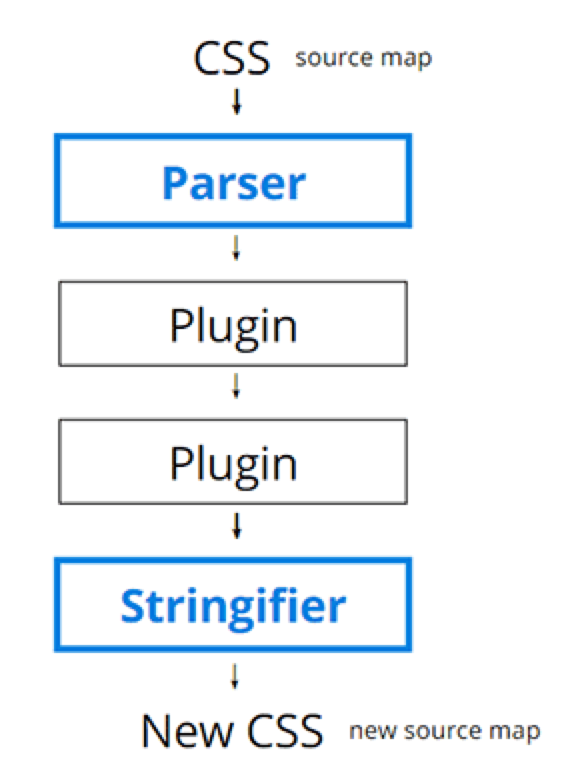 CSS source map
Parser
Plugin
Plugin
Stringifier
New CSS new source map